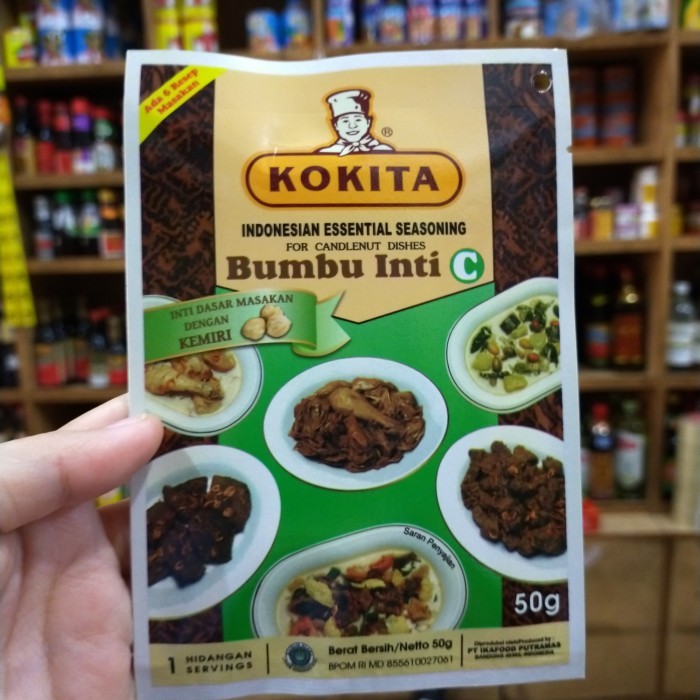 Ada 6 Resep
Masakan
®
KOKITA
INDONESIAN ESSENTIAL SEASONING
FOR CANDLENUT DISHES
Bumbu Inti C
INTI DASAR MASAKAN
DENGAN
KEMIRI
Saran Penyajian
50g
1 HIDANGAN
SERVINGS
Berat Bersih/Netto 50g
BPOM RI MD 855610027061
Diproduksi oleh/Produced by :
PT IKAFOOD PUTRAMAS